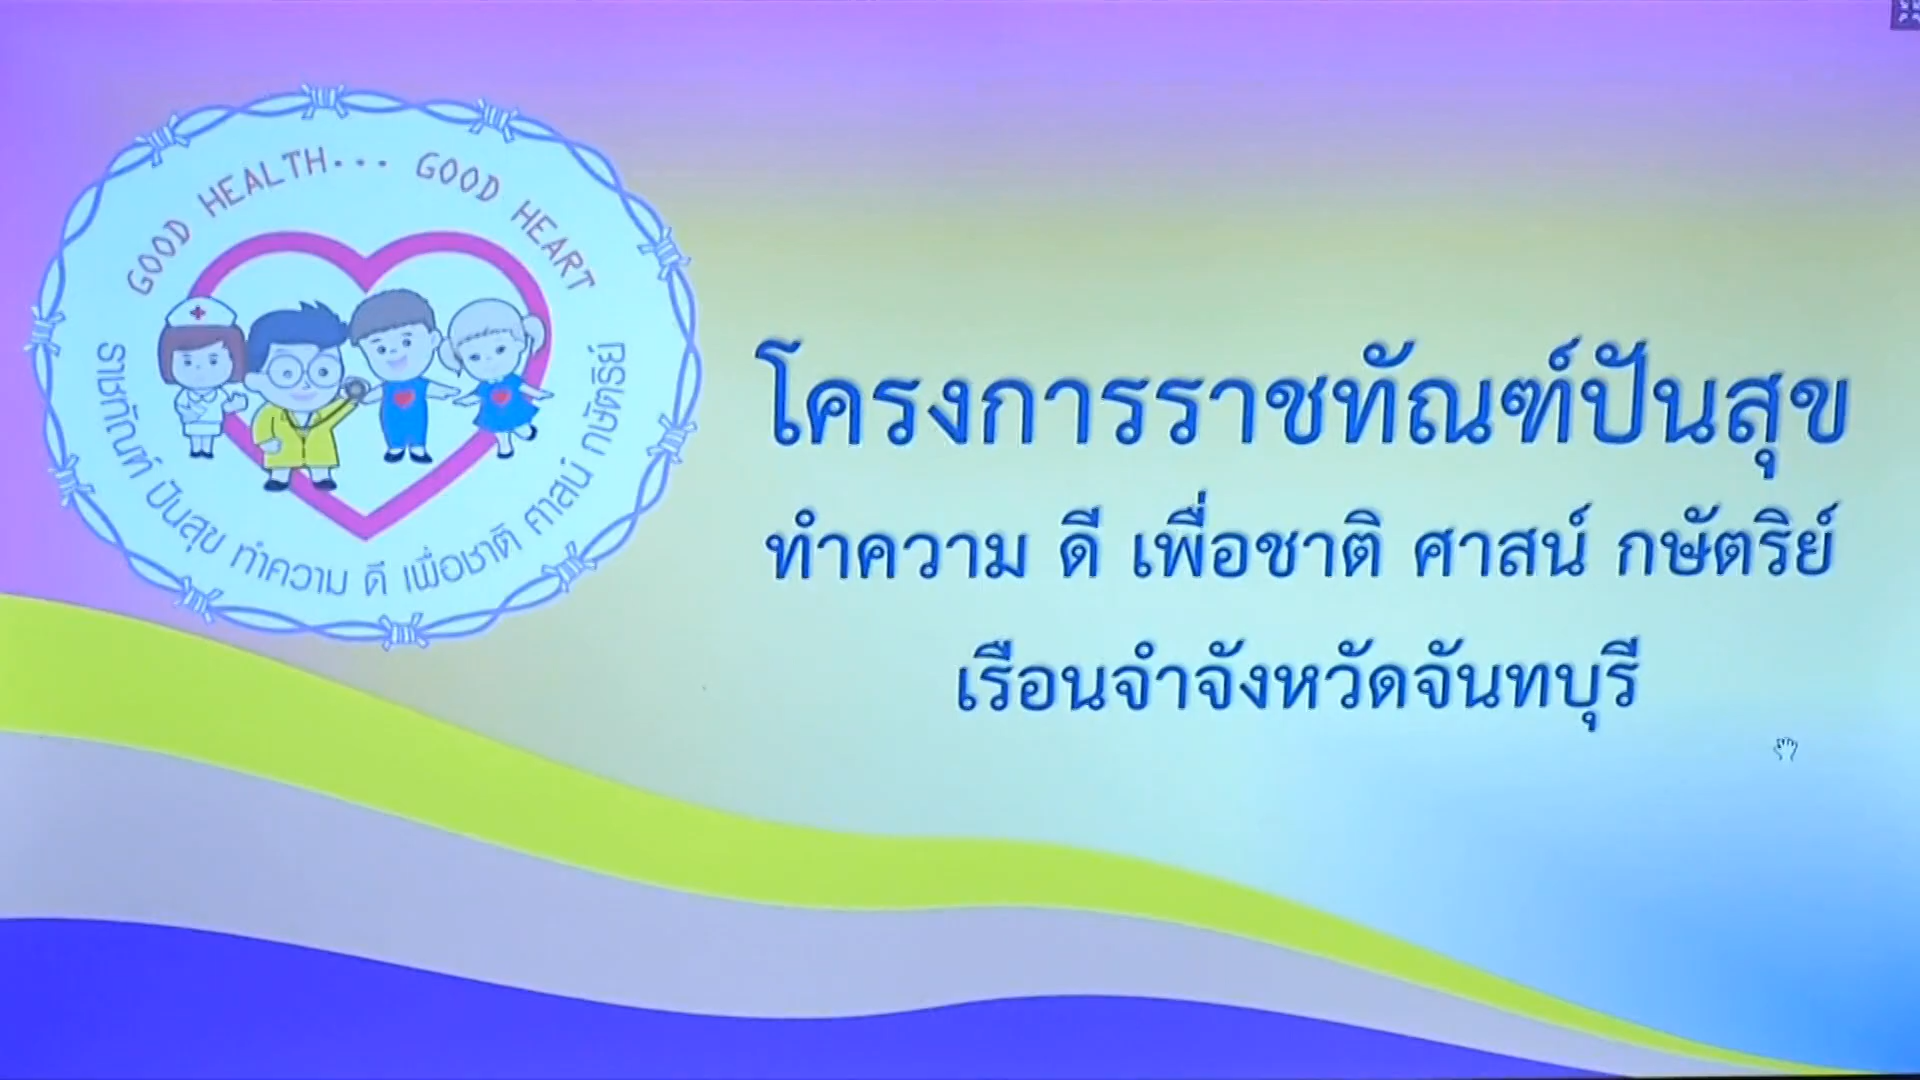 GOOD HEALTH... GOOD HEART
ราชทัณฑ์ ปันสุข ทำความ ดี เพื่อชาติ ศาสน์ กษัตริย์
โครงการราชทัณฑ์ปันสุข
ทำความ ดี เพื่อชาติ ศาสน์ กษัตริย์
เรือนจำจังหวัดจันทบุรี